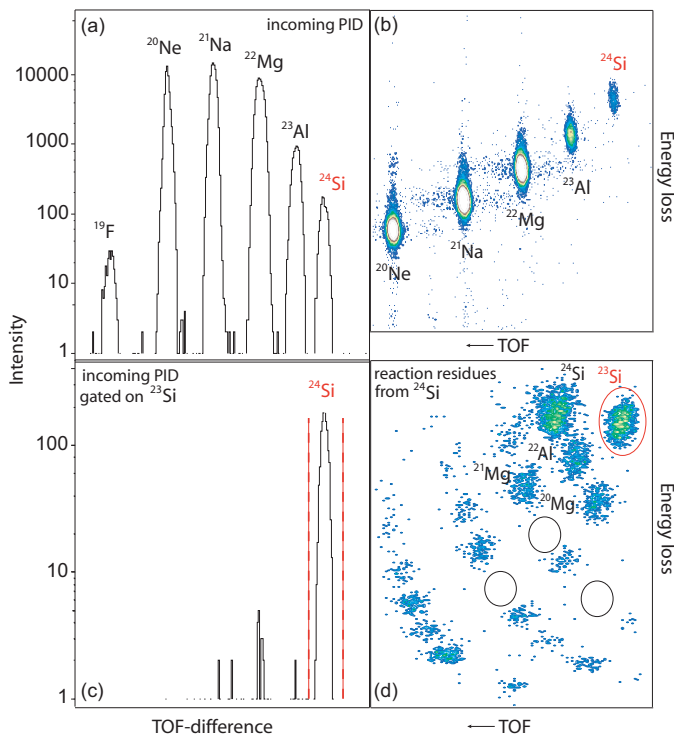 (a)
incoming PID
²⁰Ne
²¹Na
²²Mg
²³Al
²⁴Si
¹⁹F
10000
1000
100
10
1
Intensity
(b)
²⁴Si
²³Al
²²Mg
²¹Na
²⁰Ne
Energy loss
← TOF
incoming PID
gated on ²³Si
²⁴Si
100
10
1
(c)
TOF-difference
reaction residues
from ²⁴Si
²⁴Si
²³Si
²²Al
²¹Mg
²⁰Mg
Energy loss
(d)
← TOF